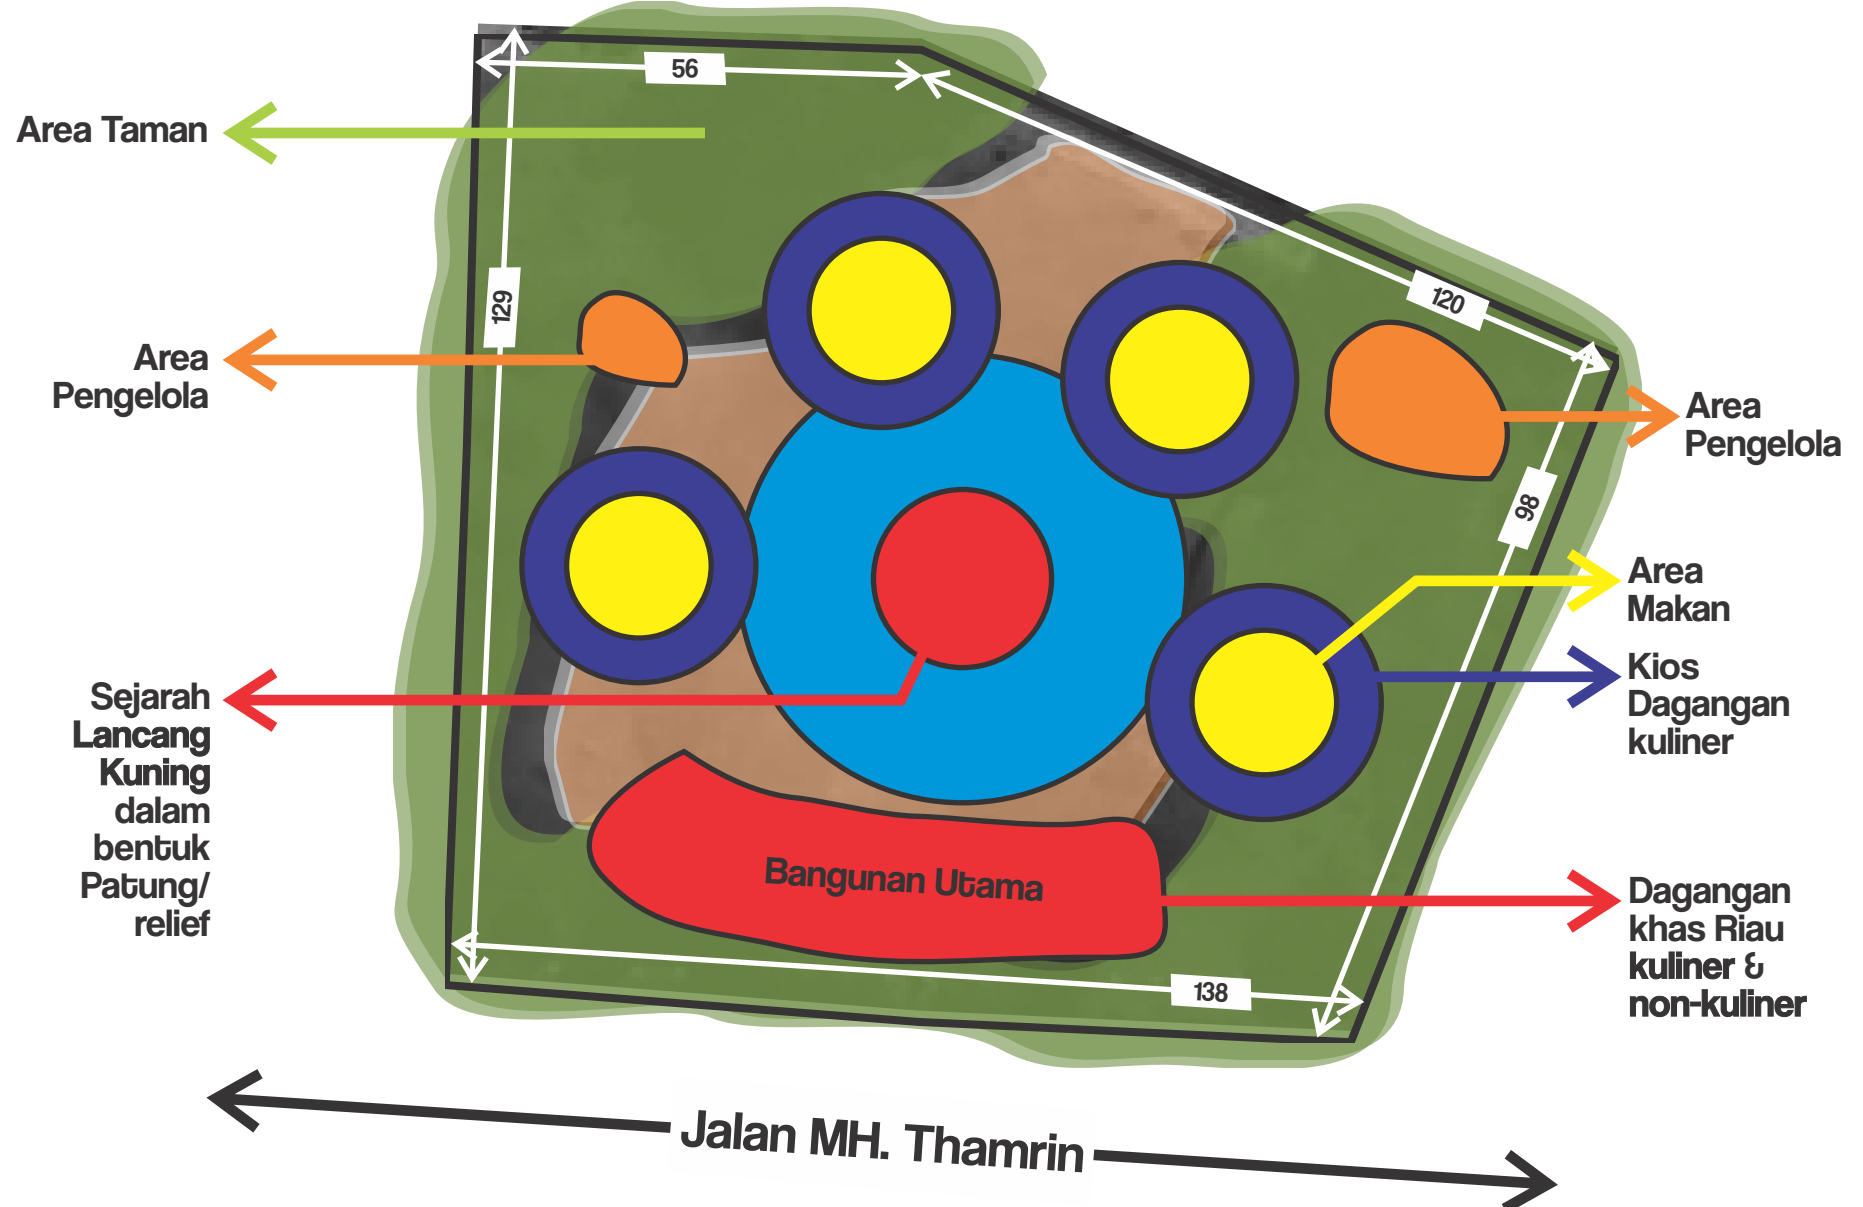 56
Area Taman
129
120
Area
Pengelola
Area
Pengelola
98
Area
Makan
Kios
Dagangan
kuliner
Sejarah
Lancang
Kuning
dalam
bentuk
Patung/
relief
Bangunan Utama
Dagangan
khas Riau
kuliner &
non-kuliner
138
Jalan MH. Thamrin